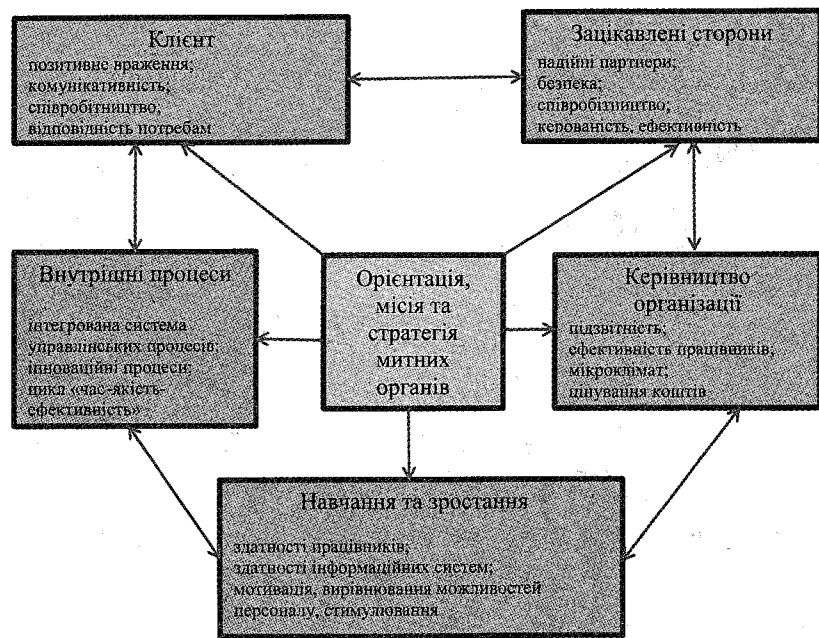 Клієнт
позитивне враження;
комунікативність;
співробітництво;
відповідність потребам
Зацікавлені сторони
надійні партнери;
безпека;
співробітництво;
керованість, ефективність
Внутрішні процеси
інтегрована система
управлінських процесів;
інноваційні процеси;
цикл «час-якість-
ефективність»
Орієнтація,
місія та
стратегія
митних
органів
Керівництво
організації
підзвітність;
ефективність працівників;
мікроклімат;
цінування коштів
Навчання та зростання
здатності працівників;
здатності інформаційних систем;
мотивація, вирівнювання можливостей
персоналу, стимулювання